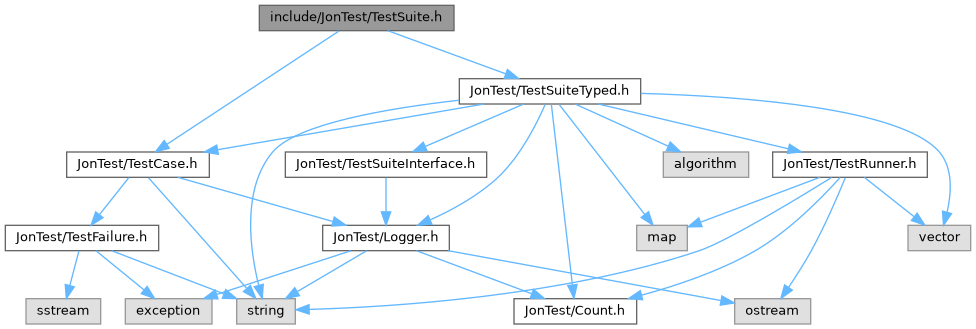 include/JonTest/TestSuite.h
JonTest/TestSuiteTyped.h
JonTest/TestCase.h
JonTest/TestSuiteInterface.h
algorithm
JonTest/TestRunner.h
JonTest/TestFailure.h
JonTest/Logger.h
map
vector
sstream
exception
string
JonTest/Count.h
ostream